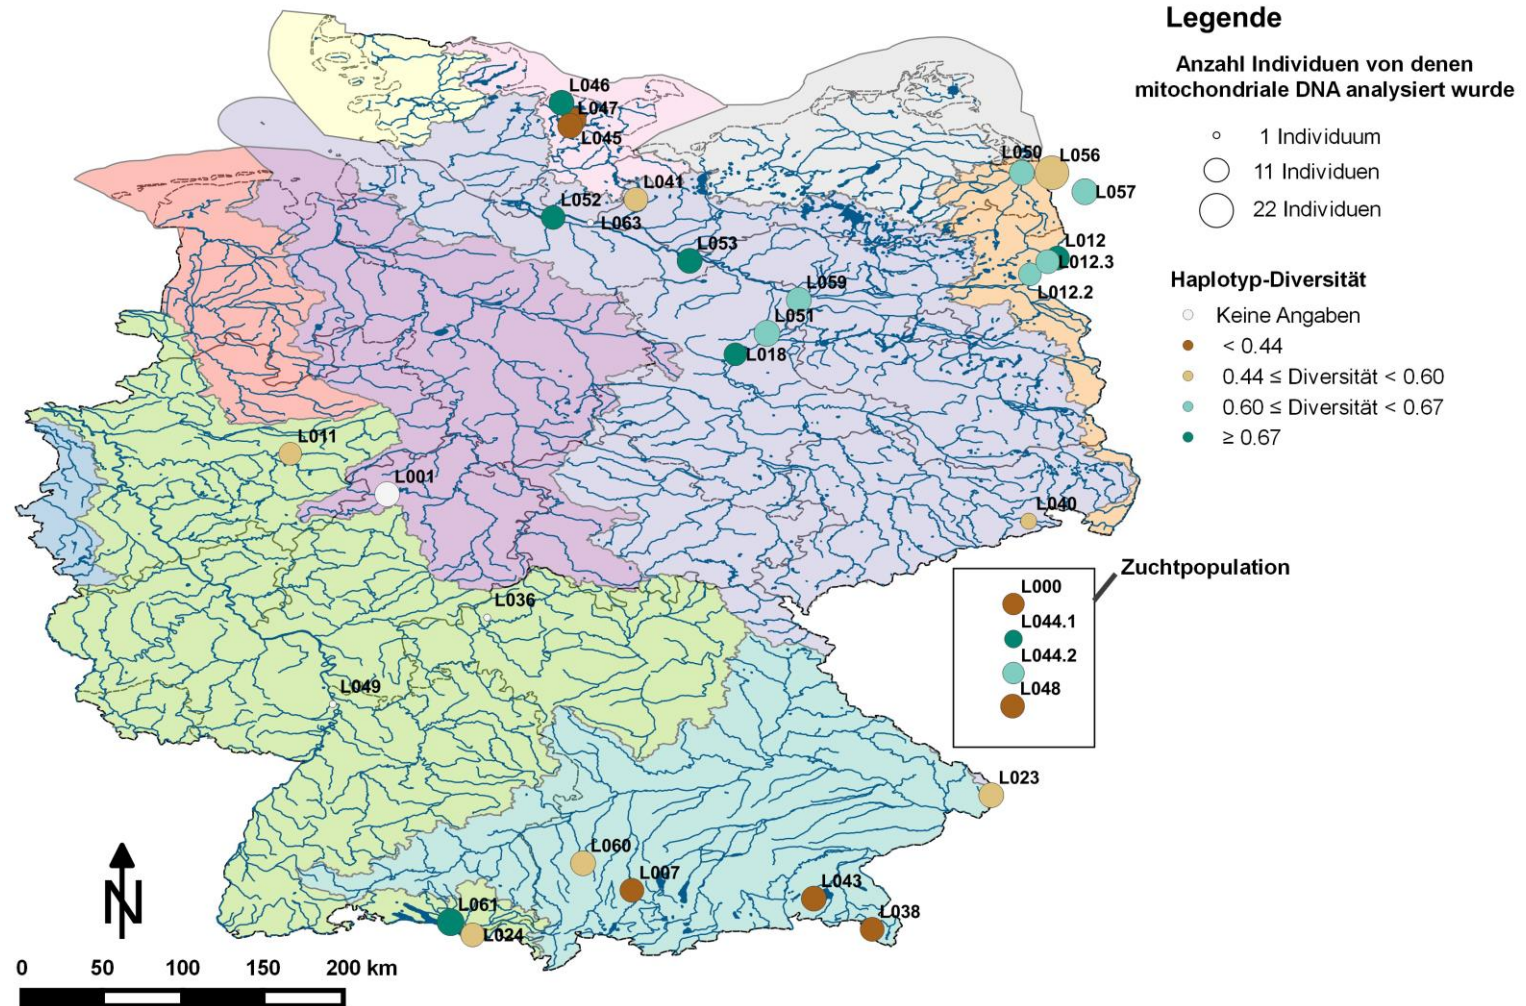 Legende
Anzahl Individuen von denen
mitochondriale DNA analysiert wurde
1 Individuum
11 Individuen
22 Individuen
Haplotyp-Diversität
Keine Angaben
< 0.44
0.44 ≤ Diversität < 0.60
0.60 ≤ Diversität < 0.67
≥ 0.67
L046
L047
L045
L050
L056
L057
L041
L052
L063
L053
L012
L012.3
L012.2
L059
L051
L018
L011
L001
L040
Zuchtpopulation
L000
L044.1
L044.2
L048
L036
L049
L023
L060
L007
L043
L038
L061
L024
N
0 50 100 150 200 km